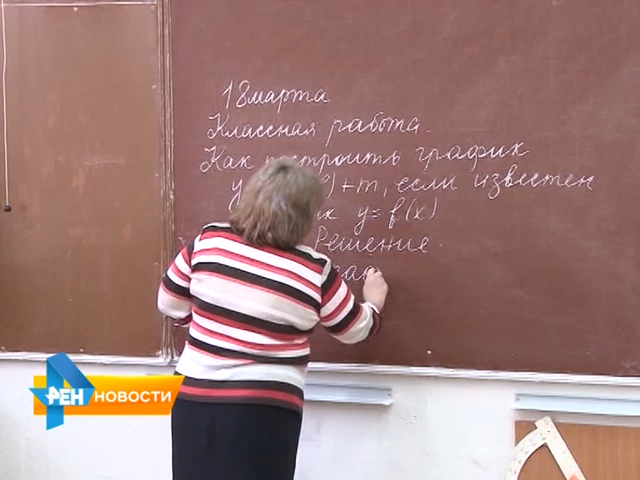 18 марта
Классная работа.
Как построить график
y +m, если известен
y=f(x)
Решение.
РЕН НОВОСТИ